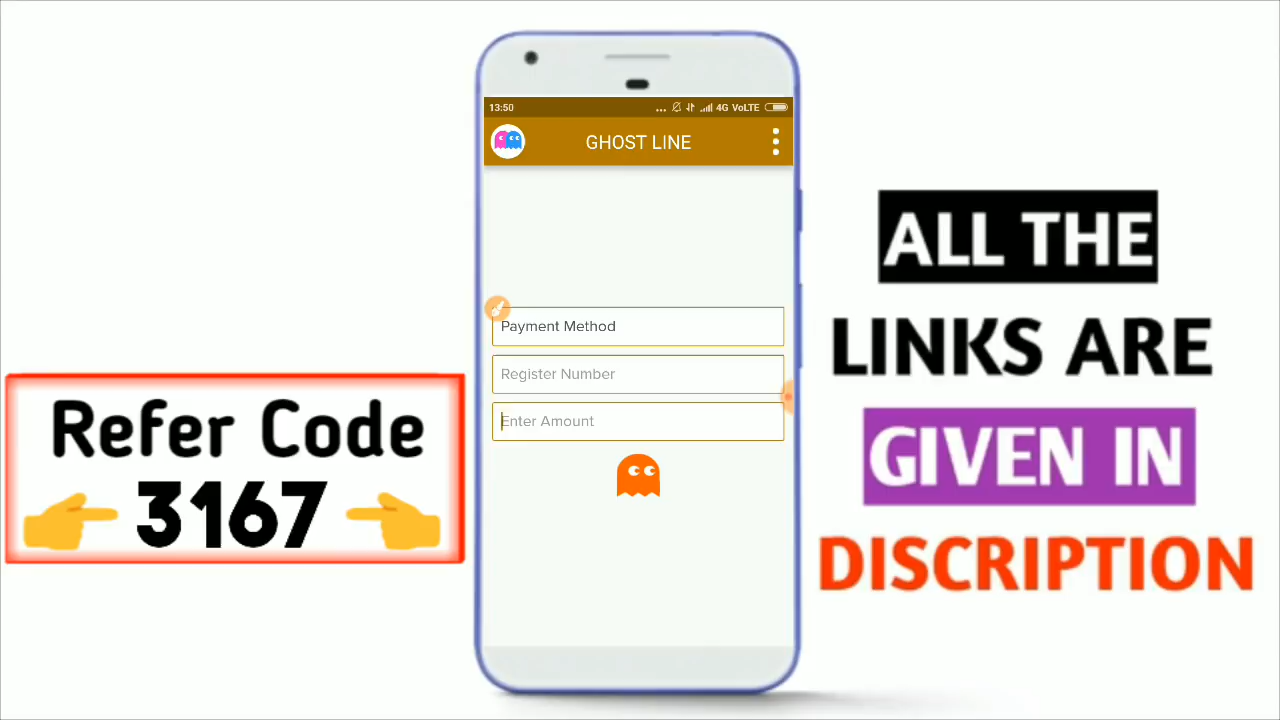 13:50
... 4G VoLTE
GHOST LINE
Payment Method
Register Number
Enter Amount
Refer Code
3167
ALL THE
LINKS ARE
GIVEN IN
DISCRIPTION